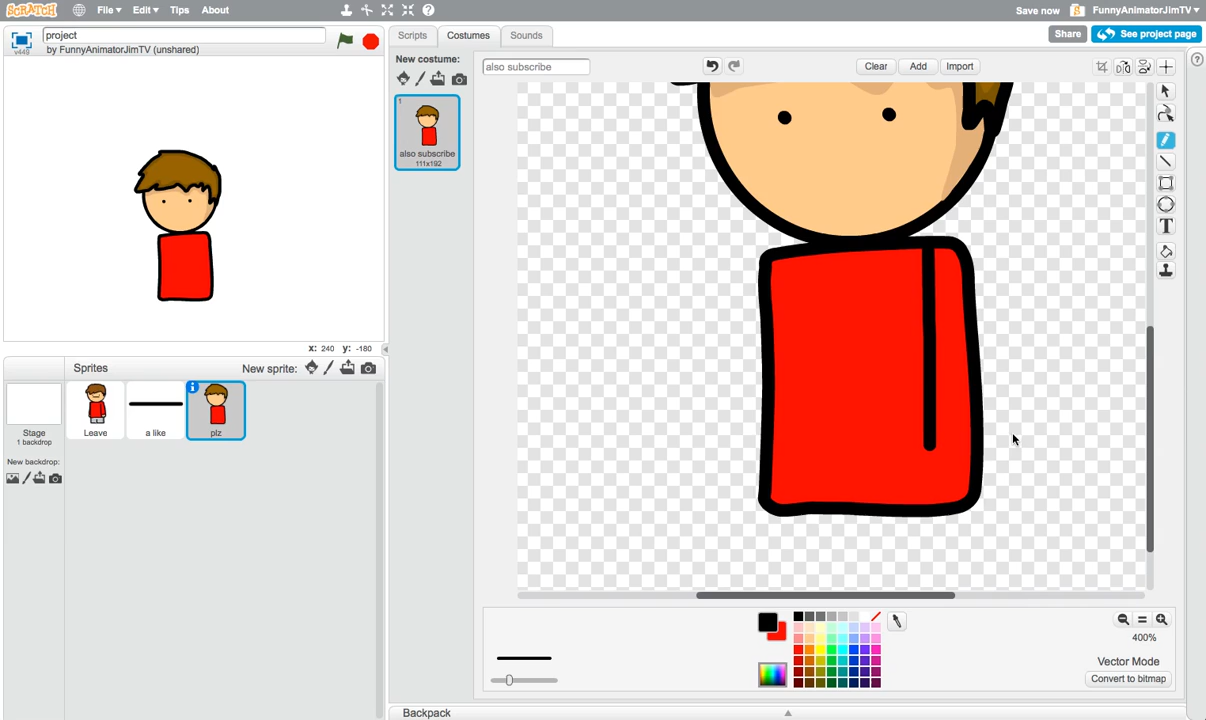 SCRATCH File▼ Edit▼ Tips About Save now FunnyAnimatorJimTV▼
v449 project
by FunnyAnimatorJimTV (unshared)
Scripts Costumes Sounds Share See project page
New costume:
also subscribe Clear Add Import
1
also subscribe
111x192
X: 240 y: -180
Sprites New sprite:
Stage
1 backdrop
New backdrop:
Leave a like plz
T
400%
Vector Mode
Convert to bitmap
Backpack